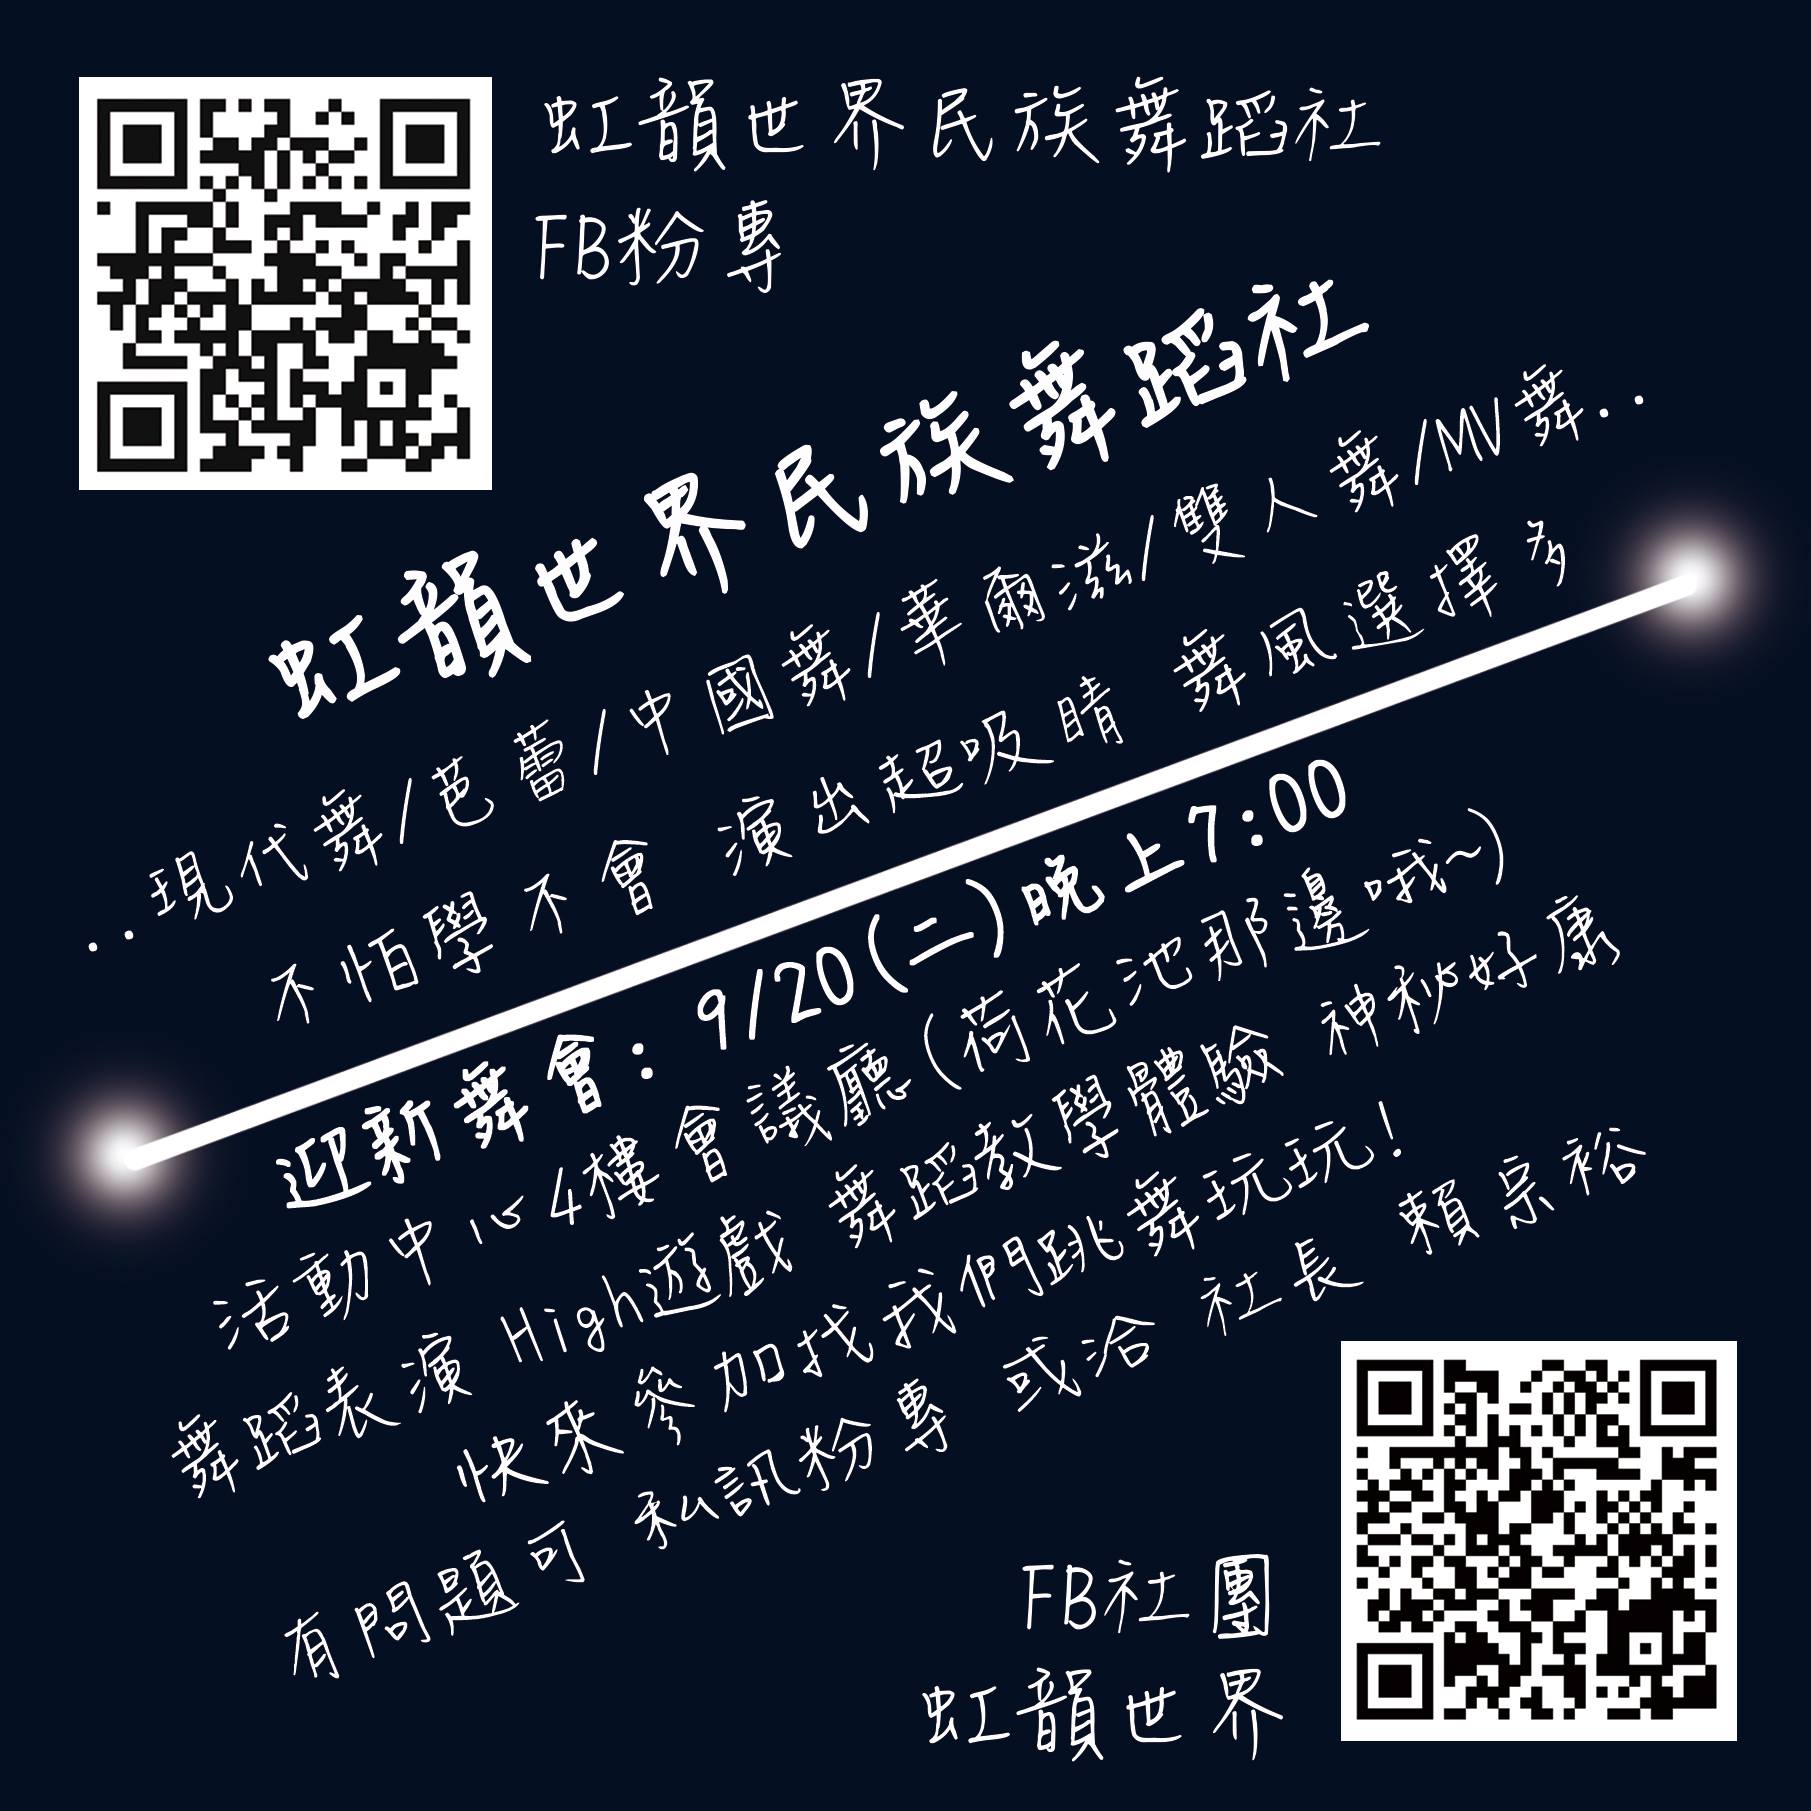 虹韻世界民族舞蹈社
FB粉專
虹韻世界民族舞蹈社
..現代舞/芭蕾/中國舞/華爾滋/雙人舞/MV舞..
不怕學不會 演出超吸睛 舞風選擇多
迎新舞會: 9/20(二)晚上7:00
活動中心4樓會議廳(荷花池那邊哦~)
舞蹈表演 High遊戲 舞蹈教學體驗 神秘好康
快來參加找我們跳舞玩玩!
有問題可 私訊粉專 或洽 社長 賴宗裕
FB社團
虹韻世界